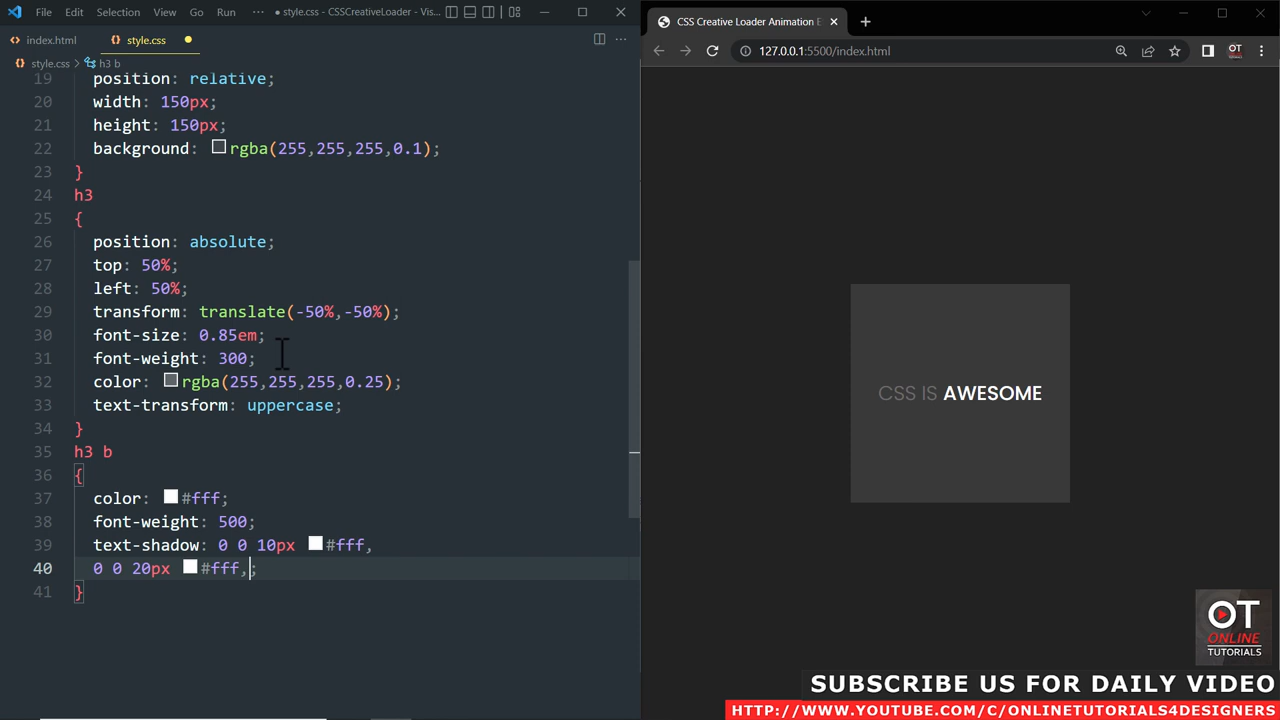 File Edit Selection View Go Run ··· ● style.css - CSSCreativeLoader - Vis...
index.html
style.css ●
style.css > h3 b
19 position: relative;
20 width: 150px;
21 height: 150px;
22 background: rgba(255,255,255,0.1);
23 }
24 h3
25 {
26 position: absolute;
27 top: 50%;
28 left: 50%;
29 transform: translate(-50%,-50%);
30 font-size: 0.85em;
31 font-weight: 300;
32 color: rgba(255,255,255,0.25);
33 text-transform: uppercase;
34 }
35 h3 b
36 {
37 color: #fff;
38 font-weight: 500;
39 text-shadow: 0 0 10px #fff,
40 0 0 20px #fff,;
41 }
CSS Creative Loader Animation E
127.0.0.1:5500/index.html
CSS IS AWESOME
OT
ONLINE
TUTORIALS
SUBSCRIBE US FOR DAILY VIDEO
HTTP://WWW.YOUTUBE.COM/C/ONLINETUTORIALS4DESIGNERS